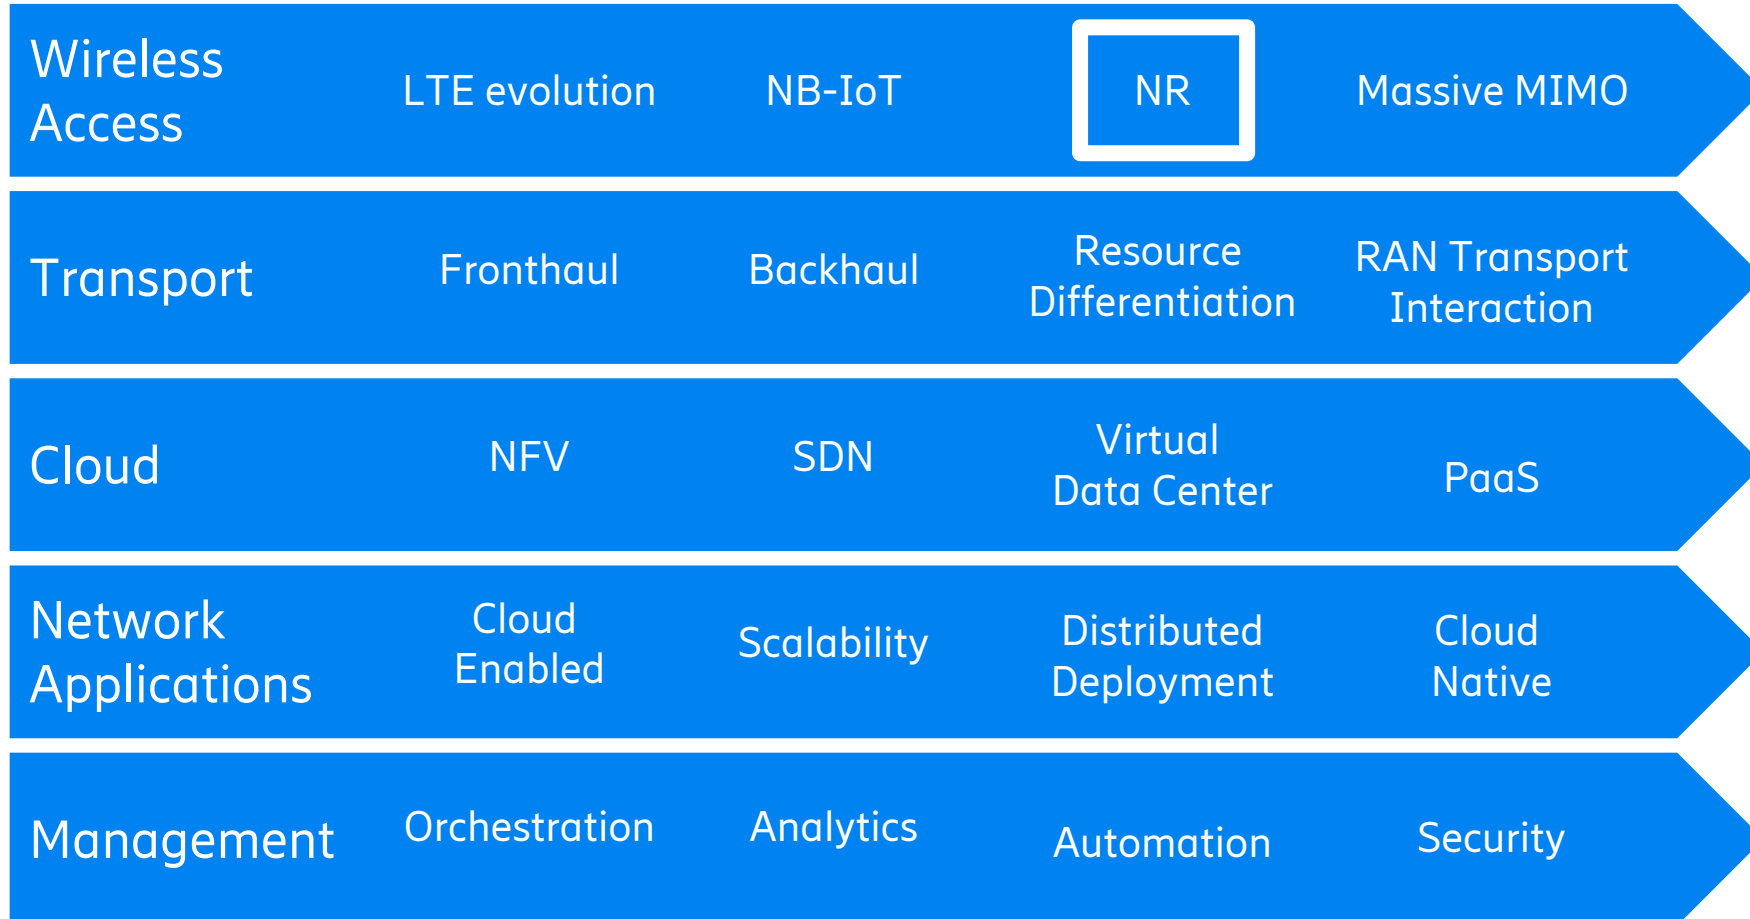 Wireless
Access
LTE evolution
NB-IoT
NR
Massive MIMO
Transport
Fronthaul
Backhaul
Resource
Differentiation
RAN Transport
Interaction
Cloud
NFV
SDN
Virtual
Data Center
PaaS
Network
Applications
Cloud
Enabled
Scalability
Distributed
Deployment
Cloud
Native
Management
Orchestration
Analytics
Automation
Security